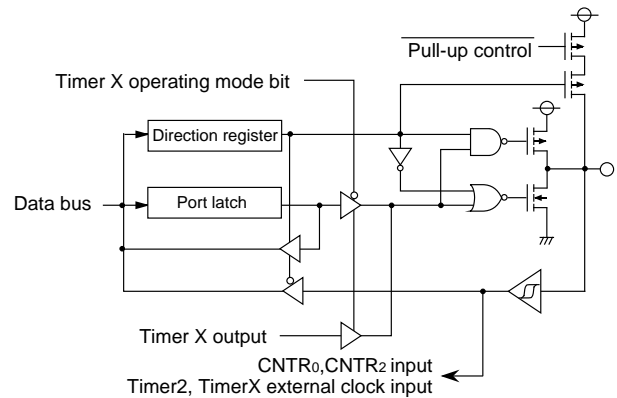 Pull-up control
Timer X operating mode bit
Direction register
Data bus
Port latch
Timer X output
CNTR0,CNTR2 input
Timer2, TimerX external clock input